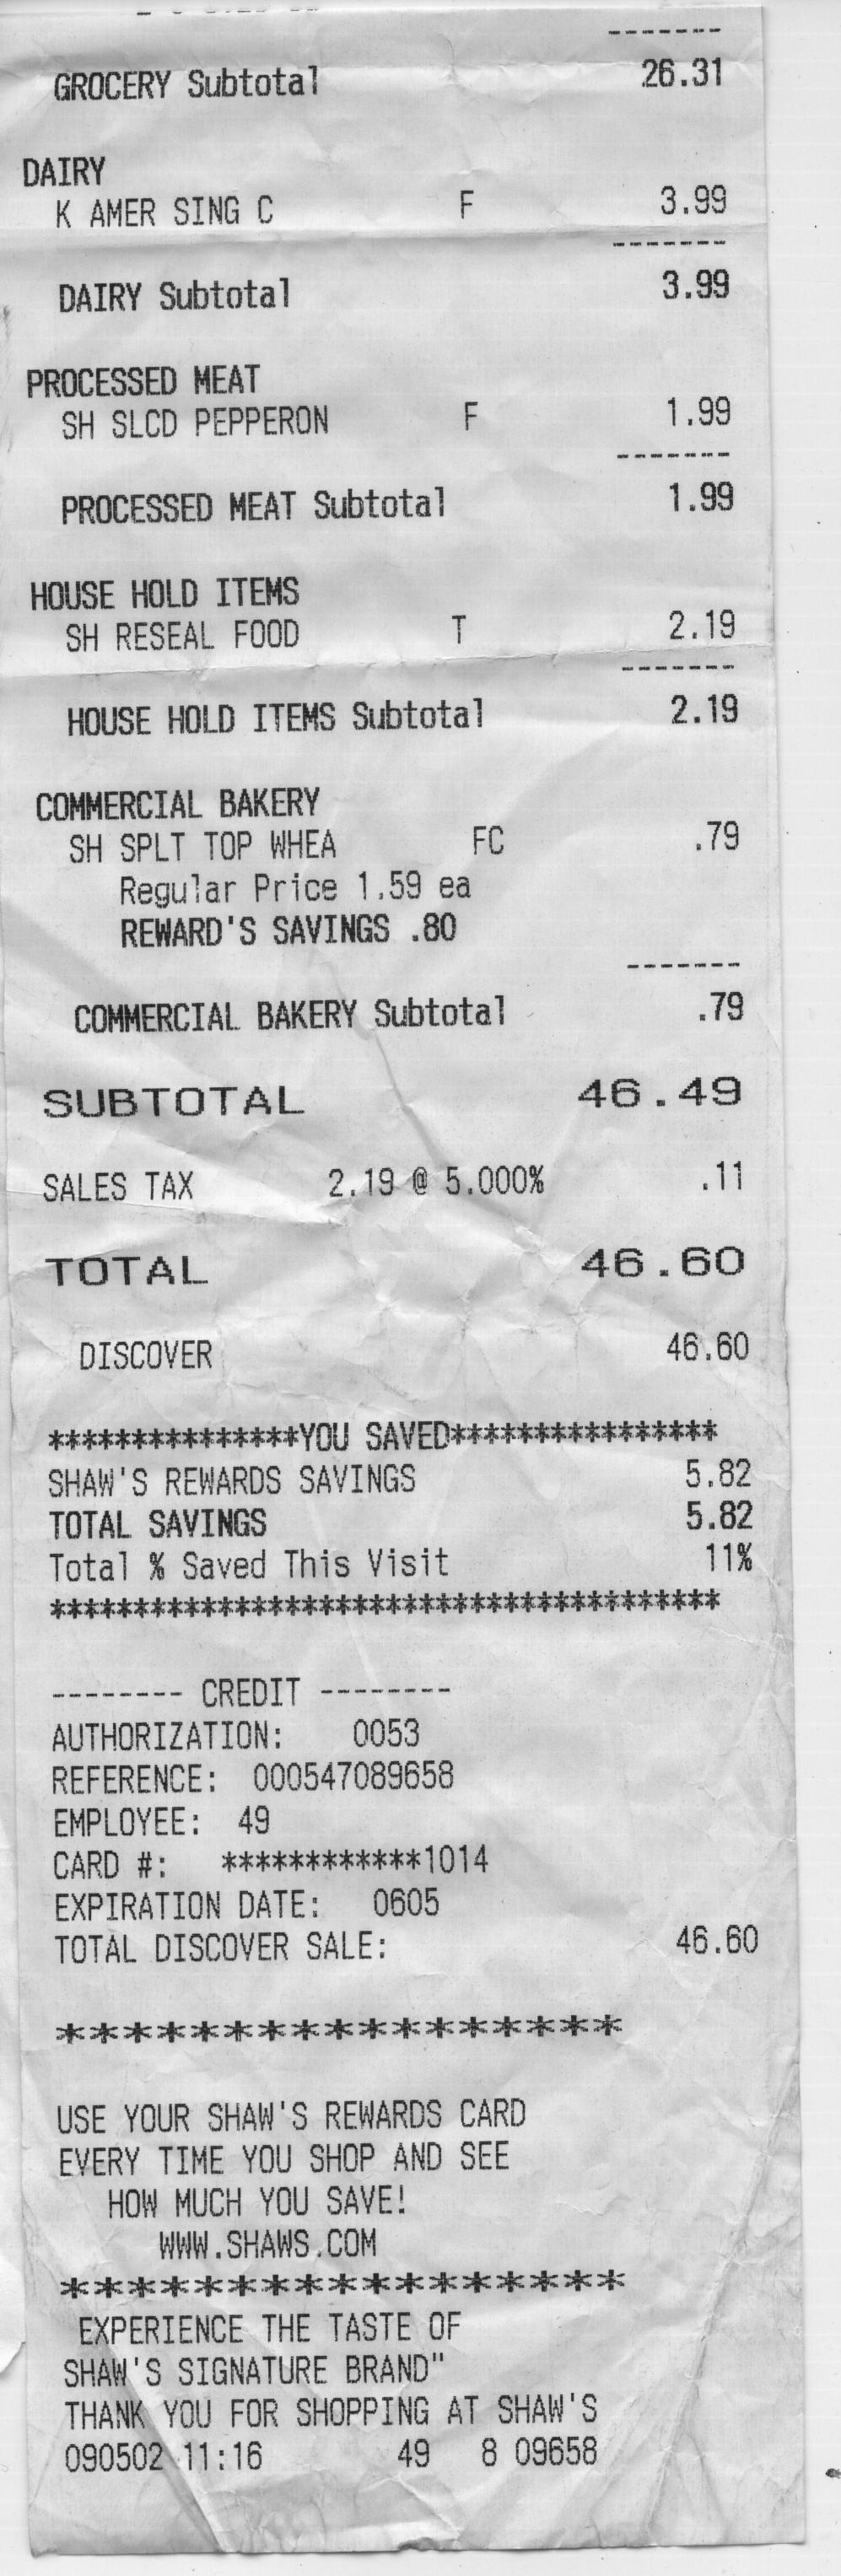 -------
GROCERY Subtotal 26.31
DAIRY
K AMER SING C F 3.99
-------
DAIRY Subtotal 3.99
PROCESSED MEAT
SH SLCD PEPPERON F 1.99
-------
PROCESSED MEAT Subtotal 1.99
HOUSE HOLD ITEMS
SH RESEAL FOOD T 2.19
-------
HOUSE HOLD ITEMS Subtotal 2.19
COMMERCIAL BAKERY
SH SPLT TOP WHEA FC .79
Regular Price 1.59 ea
REWARD'S SAVINGS .80
-------
COMMERCIAL BAKERY Subtotal .79
SUBTOTAL 46.49
SALES TAX 2.19 @ 5.000% .11
TOTAL 46.60
DISCOVER 46.60
***************YOU SAVED****************
SHAW'S REWARDS SAVINGS 5.82
TOTAL SAVINGS 5.82
Total % Saved This Visit 11%
****************************************
-------- CREDIT --------
AUTHORIZATION: 0053
REFERENCE: 000547089658
EMPLOYEE: 49
CARD #: ************1014
EXPIRATION DATE: 0605
TOTAL DISCOVER SALE: 46.60
*****************
USE YOUR SHAW'S REWARDS CARD
EVERY TIME YOU SHOP AND SEE
HOW MUCH YOU SAVE!
WWW.SHAWS.COM
*****************
EXPERIENCE THE TASTE OF
SHAW'S SIGNATURE BRAND"
THANK YOU FOR SHOPPING AT SHAW'S
090502 11:16 49 8 09658